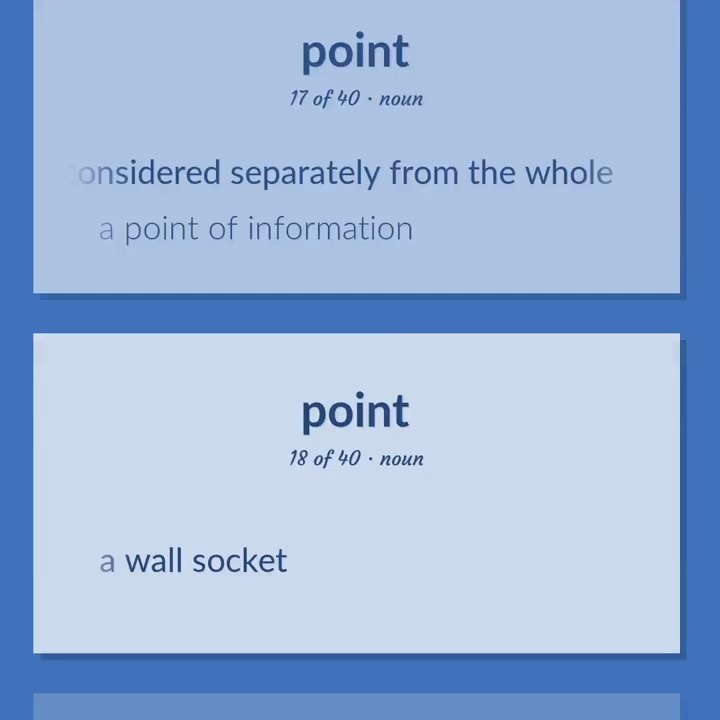 point
17 of 40 · noun
onsidered separately from the whole
a point of information
point
18 of 40 · noun
a wall socket